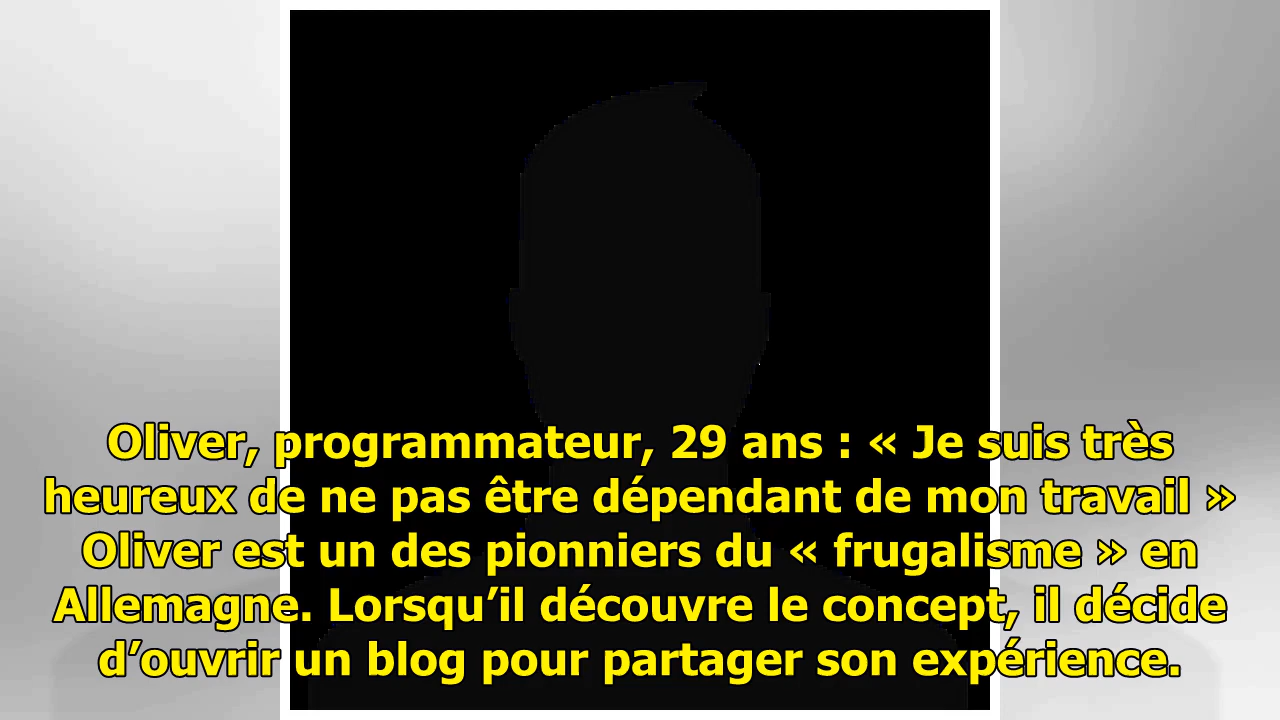 Oliver, programmateur, 29 ans : « Je suis très
heureux de ne pas être dépendant de mon travail »
Oliver est un des pionniers du « frugalisme » en
Allemagne. Lorsqu’il découvre le concept, il décide
d’ouvrir un blog pour partager son expérience.